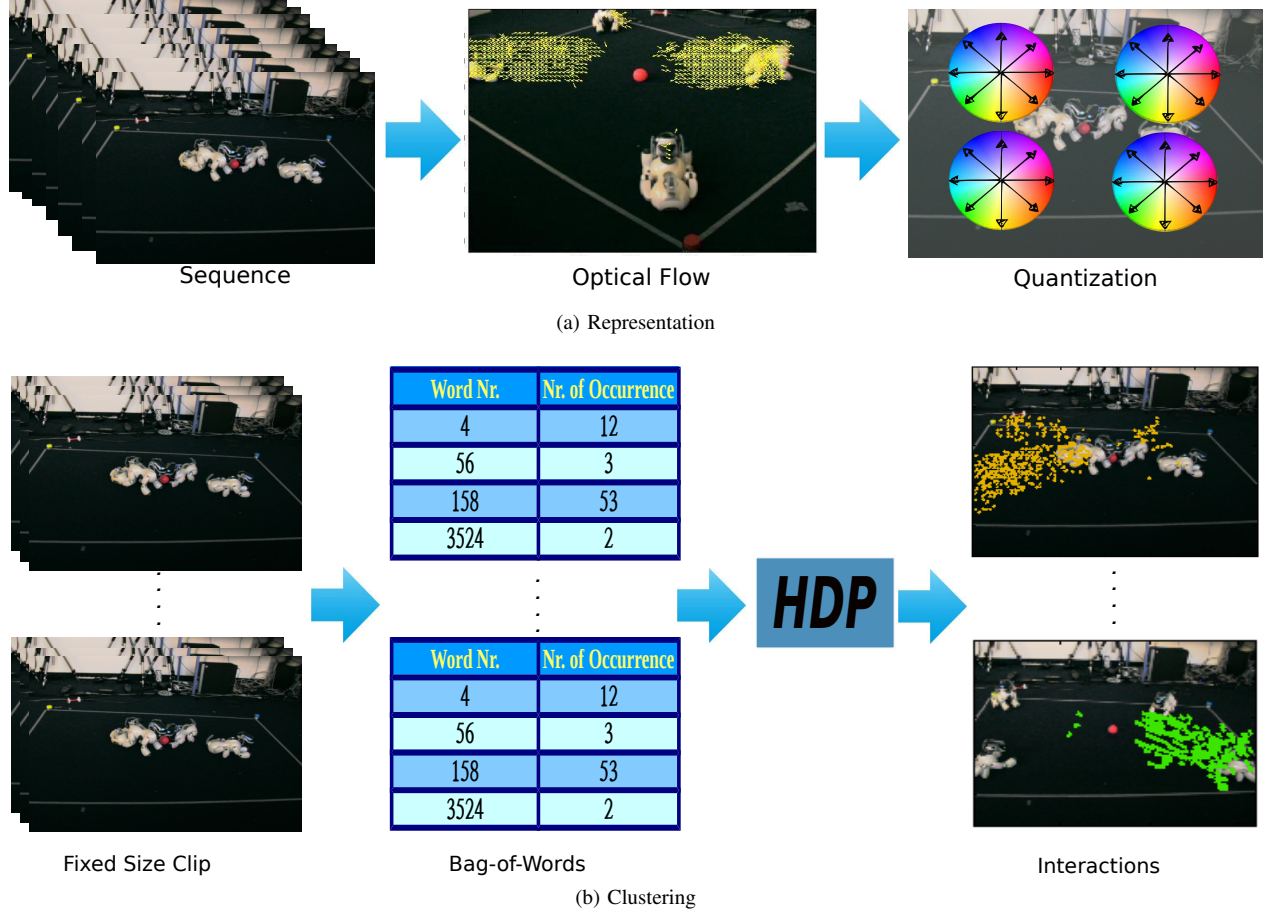 Sequence
Optical Flow
Quantization
(a) Representation
Word Nr. Nr. of Occurrence
4 12
56 3
158 53
3524 2
HDP
Word Nr. Nr. of Occurrence
4 12
56 3
158 53
3524 2
Fixed Size Clip
Bag-of-Words
Interactions
(b) Clustering